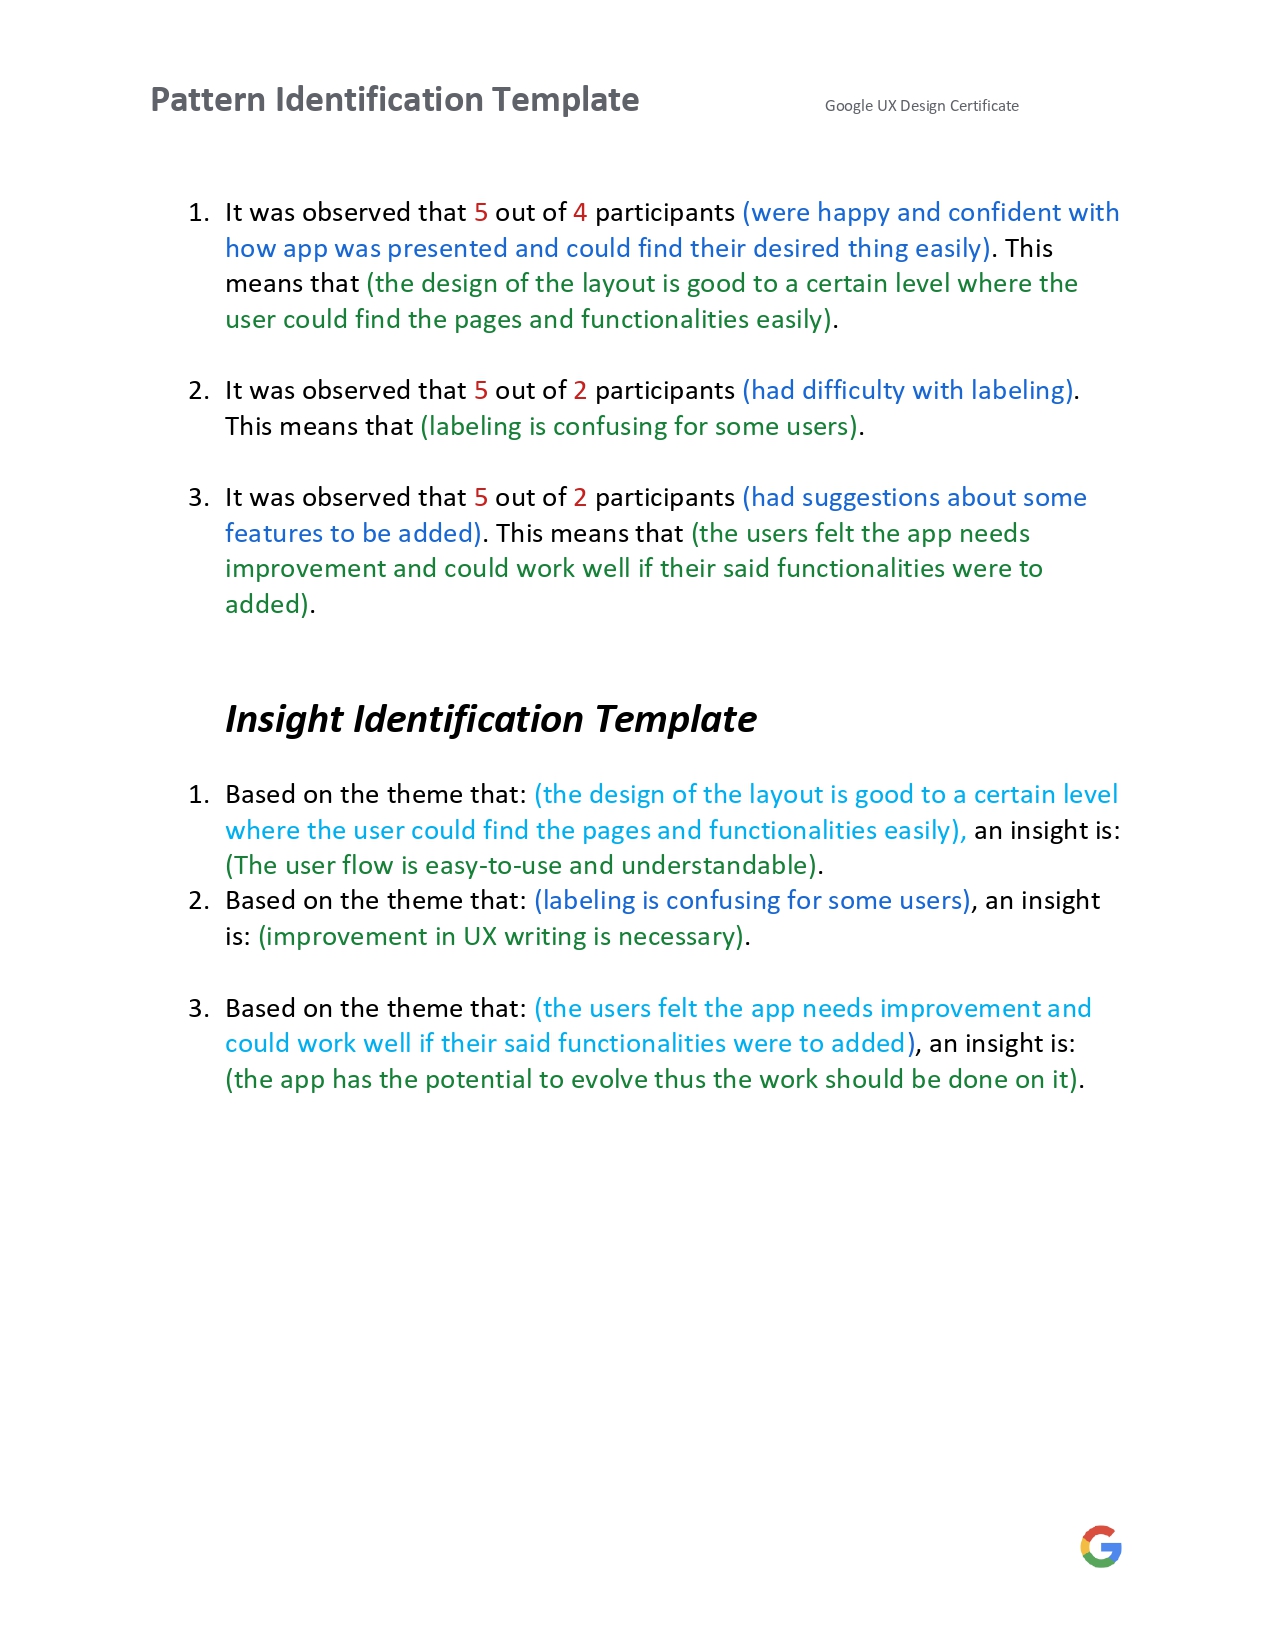 Pattern Identification Template Google UX Design Certificate
1. It was observed that 5 out of 4 participants (were happy and confident with
how app was presented and could find their desired thing easily). This
means that (the design of the layout is good to a certain level where the
user could find the pages and functionalities easily).
2. It was observed that 5 out of 2 participants (had difficulty with labeling).
This means that (labeling is confusing for some users).
3. It was observed that 5 out of 2 participants (had suggestions about some
features to be added). This means that (the users felt the app needs
improvement and could work well if their said functionalities were to
added).
Insight Identification Template
1. Based on the theme that: (the design of the layout is good to a certain level
where the user could find the pages and functionalities easily), an insight is:
(The user flow is easy-to-use and understandable).
2. Based on the theme that: (labeling is confusing for some users), an insight
is: (improvement in UX writing is necessary).
3. Based on the theme that: (the users felt the app needs improvement and
could work well if their said functionalities were to added), an insight is:
(the app has the potential to evolve thus the work should be done on it).
G